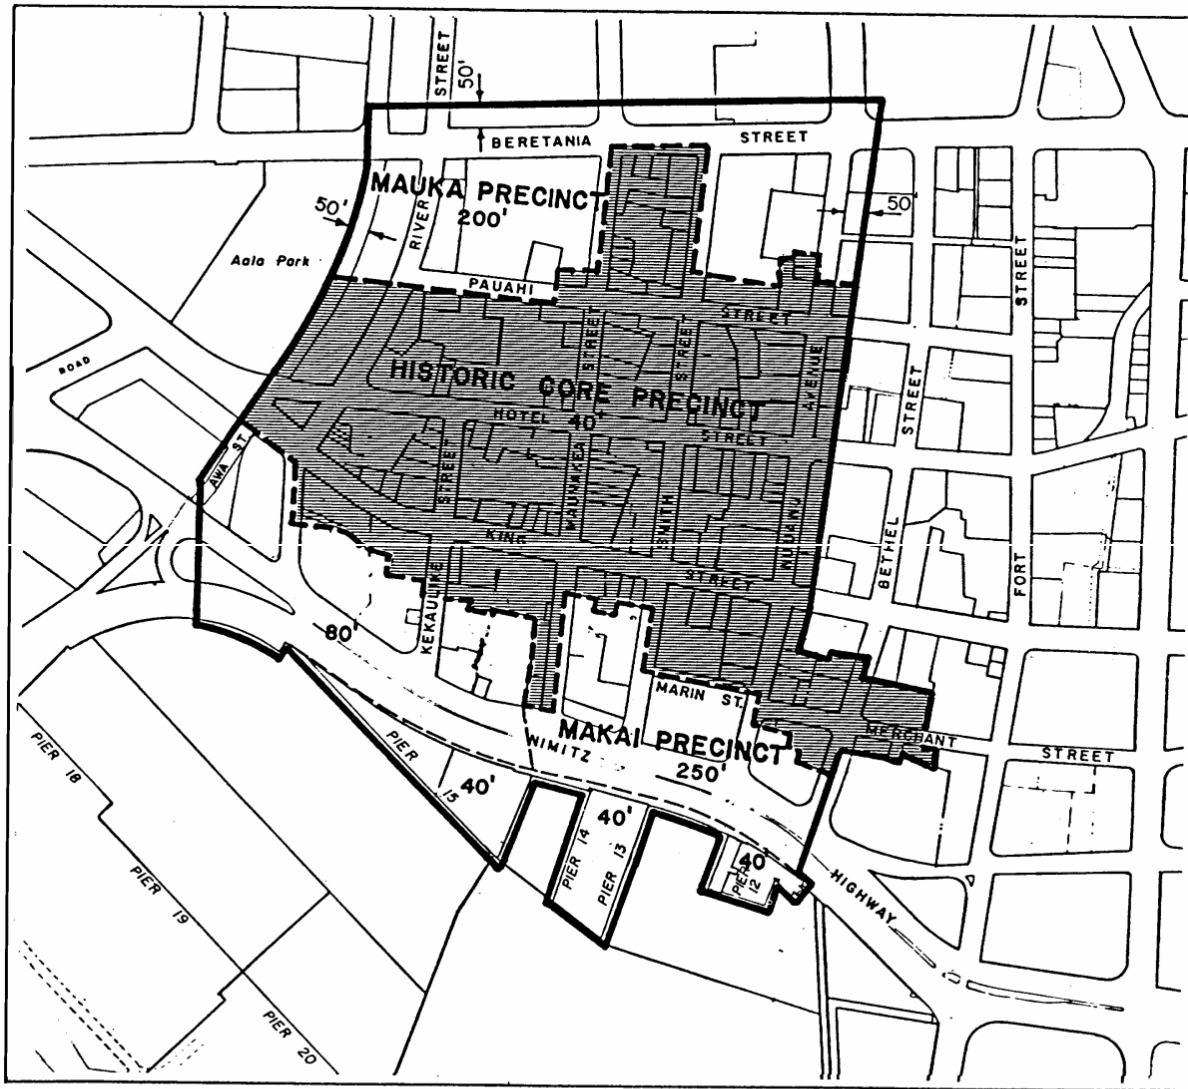 STREET
50'
BERETANIA STREET
MAUKA PRECINCT
200'
50'
50'
RIVER
Aala Park
PAUAHI
STREET
STREET
STREET
STREET
AVENUE
ROAD
HISTORIC CORE PRECINCT
40'
HOTEL
STREET
STREET
AWA ST.
STREET
MAUNAKEA
SMITH
NUUANU
KING
STREET
BETHEL
FORT
KEKAULIKE
80'
MARIN ST.
MAKAI PRECINCT
250'
NIMITZ
MERCHANT
STREET
PIER 18
PIER 15
40'
40'
PIER 14
PIER 13
40'
PIER 12
HIGHWAY
PIER 19
PIER 20